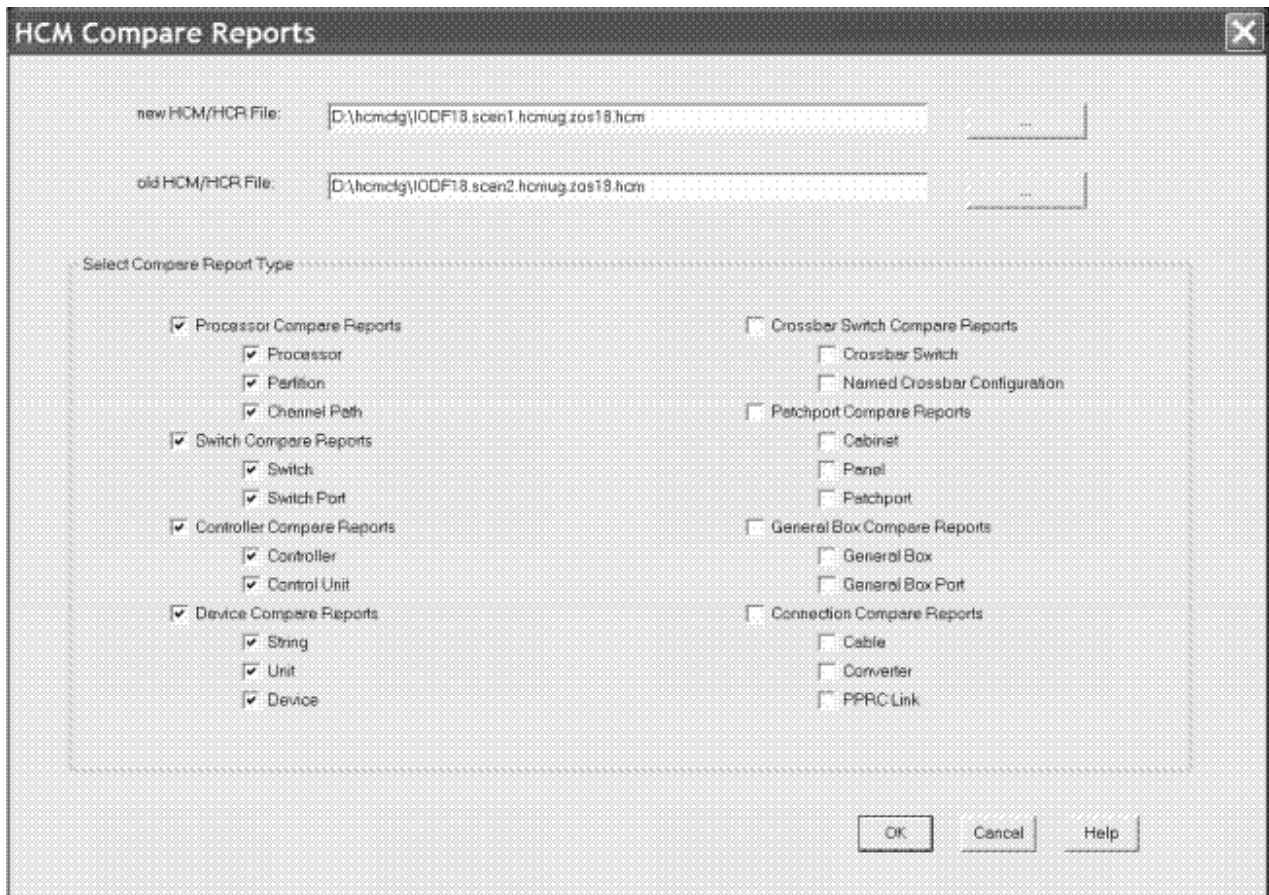 HCM Compare Reports
new HCM/HCR File:
D:\hcmcfg\IODF18.scen1.hcmug.zos18.hcm
...
old HCM/HCR File:
D:\hcmcfg\IODF18.scen2.hcmug.zos18.hcm
...
Select Compare Report Type
Processor Compare Reports
Processor
Partition
Channel Path
Switch Compare Reports
Switch
Switch Port
Controller Compare Reports
Controller
Control Unit
Device Compare Reports
String
Unit
Device
Crossbar Switch Compare Reports
Crossbar Switch
Named Crossbar Configuration
Patchport Compare Reports
Cabinet
Panel
Patchport
General Box Compare Reports
General Box
General Box Port
Connection Compare Reports
Cable
Converter
PPRC Link
OK
Cancel
Help